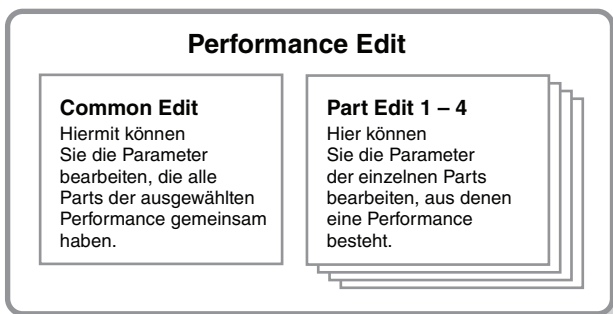 Performance Edit
Common Edit
Hiermit können
Sie die Parameter
bearbeiten, die alle
Parts der ausgewählten
Performance gemeinsam
haben.
Part Edit 1 – 4
Hier können
Sie die Parameter
der einzelnen Parts
bearbeiten, aus denen
eine Performance
besteht.